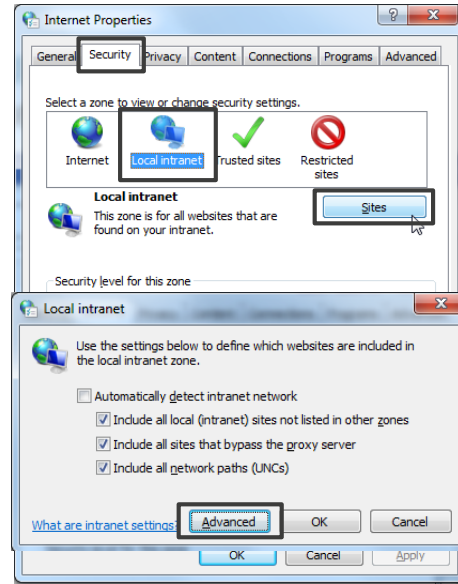 Internet Properties
General Security Privacy Content Connections Programs Advanced
Select a zone to view or change security settings.
Internet Local intranet Trusted sites Restricted
sites
Local intranet
This zone is for all websites that are
found on your intranet.
Sites
Security level for this zone
Local intranet
Use the settings below to define which websites are included in
the local intranet zone.
Automatically detect intranet network
Include all local (intranet) sites not listed in other zones
Include all sites that bypass the proxy server
Include all network paths (UNCs)
What are intranet settings? Advanced OK Cancel
OK Cancel Apply